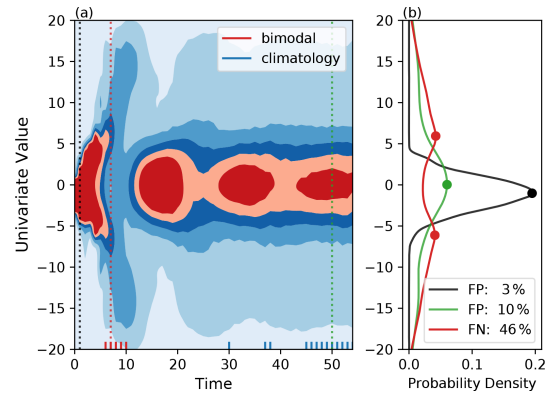 (a)
(b)
20
15
10
5
0
−5
−10
−15
−20
Univariate Value
bimodal
climatology
0
10
20
30
40
50
Time
20
15
10
5
0
−5
−10
−15
−20
FP: 3 %
FP: 10 %
FN: 46 %
0.0
0.1
0.2
Probability Density